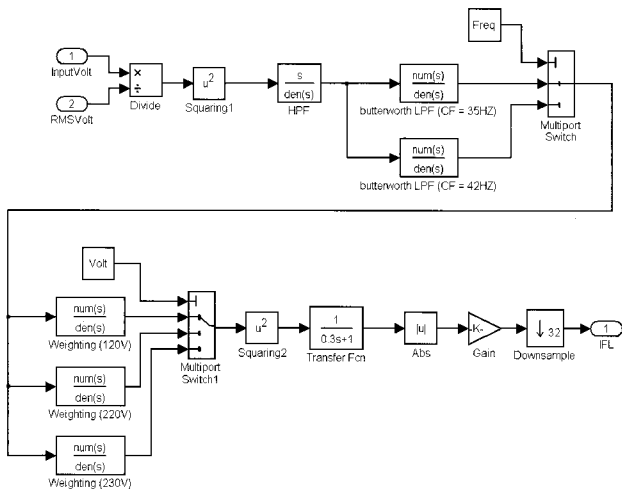 Freq
1
InputVolt
2
RMSVolt
×
÷
Divide
u²
Squaring1
s
den(s)
HPF
num(s)
den(s)
butterworth LPF (CF = 35HZ)
num(s)
den(s)
butterworth LPF (CF = 42HZ)
Multiport
Switch
Volt
num(s)
den(s)
Weighting (120V)
num(s)
den(s)
Weighting (220V)
num(s)
den(s)
Weighting (230V)
Multiport
Switch1
u²
Squaring2
1
0.3s+1
Transfer Fcn
|u|
Abs
-K-
Gain
↓ 32
Downsample
1
IFL